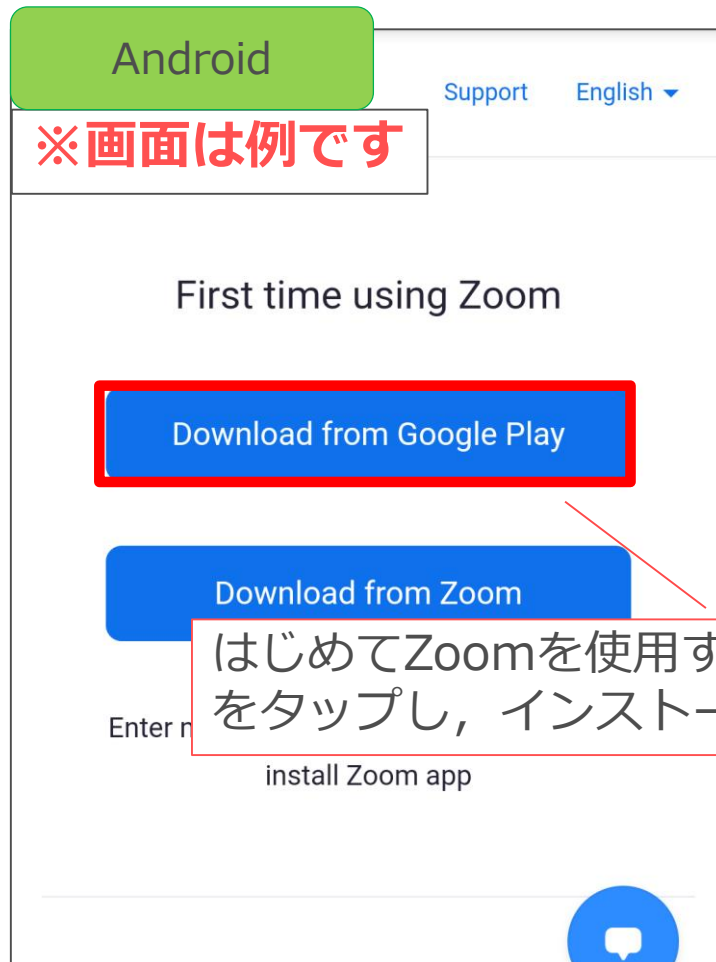 Android
Support English
※画面は例です
First time using Zoom
Download from Google Play
Download from Zoom
はじめてZoomを使用す
をタップし，インストー
Enter
install Zoom app